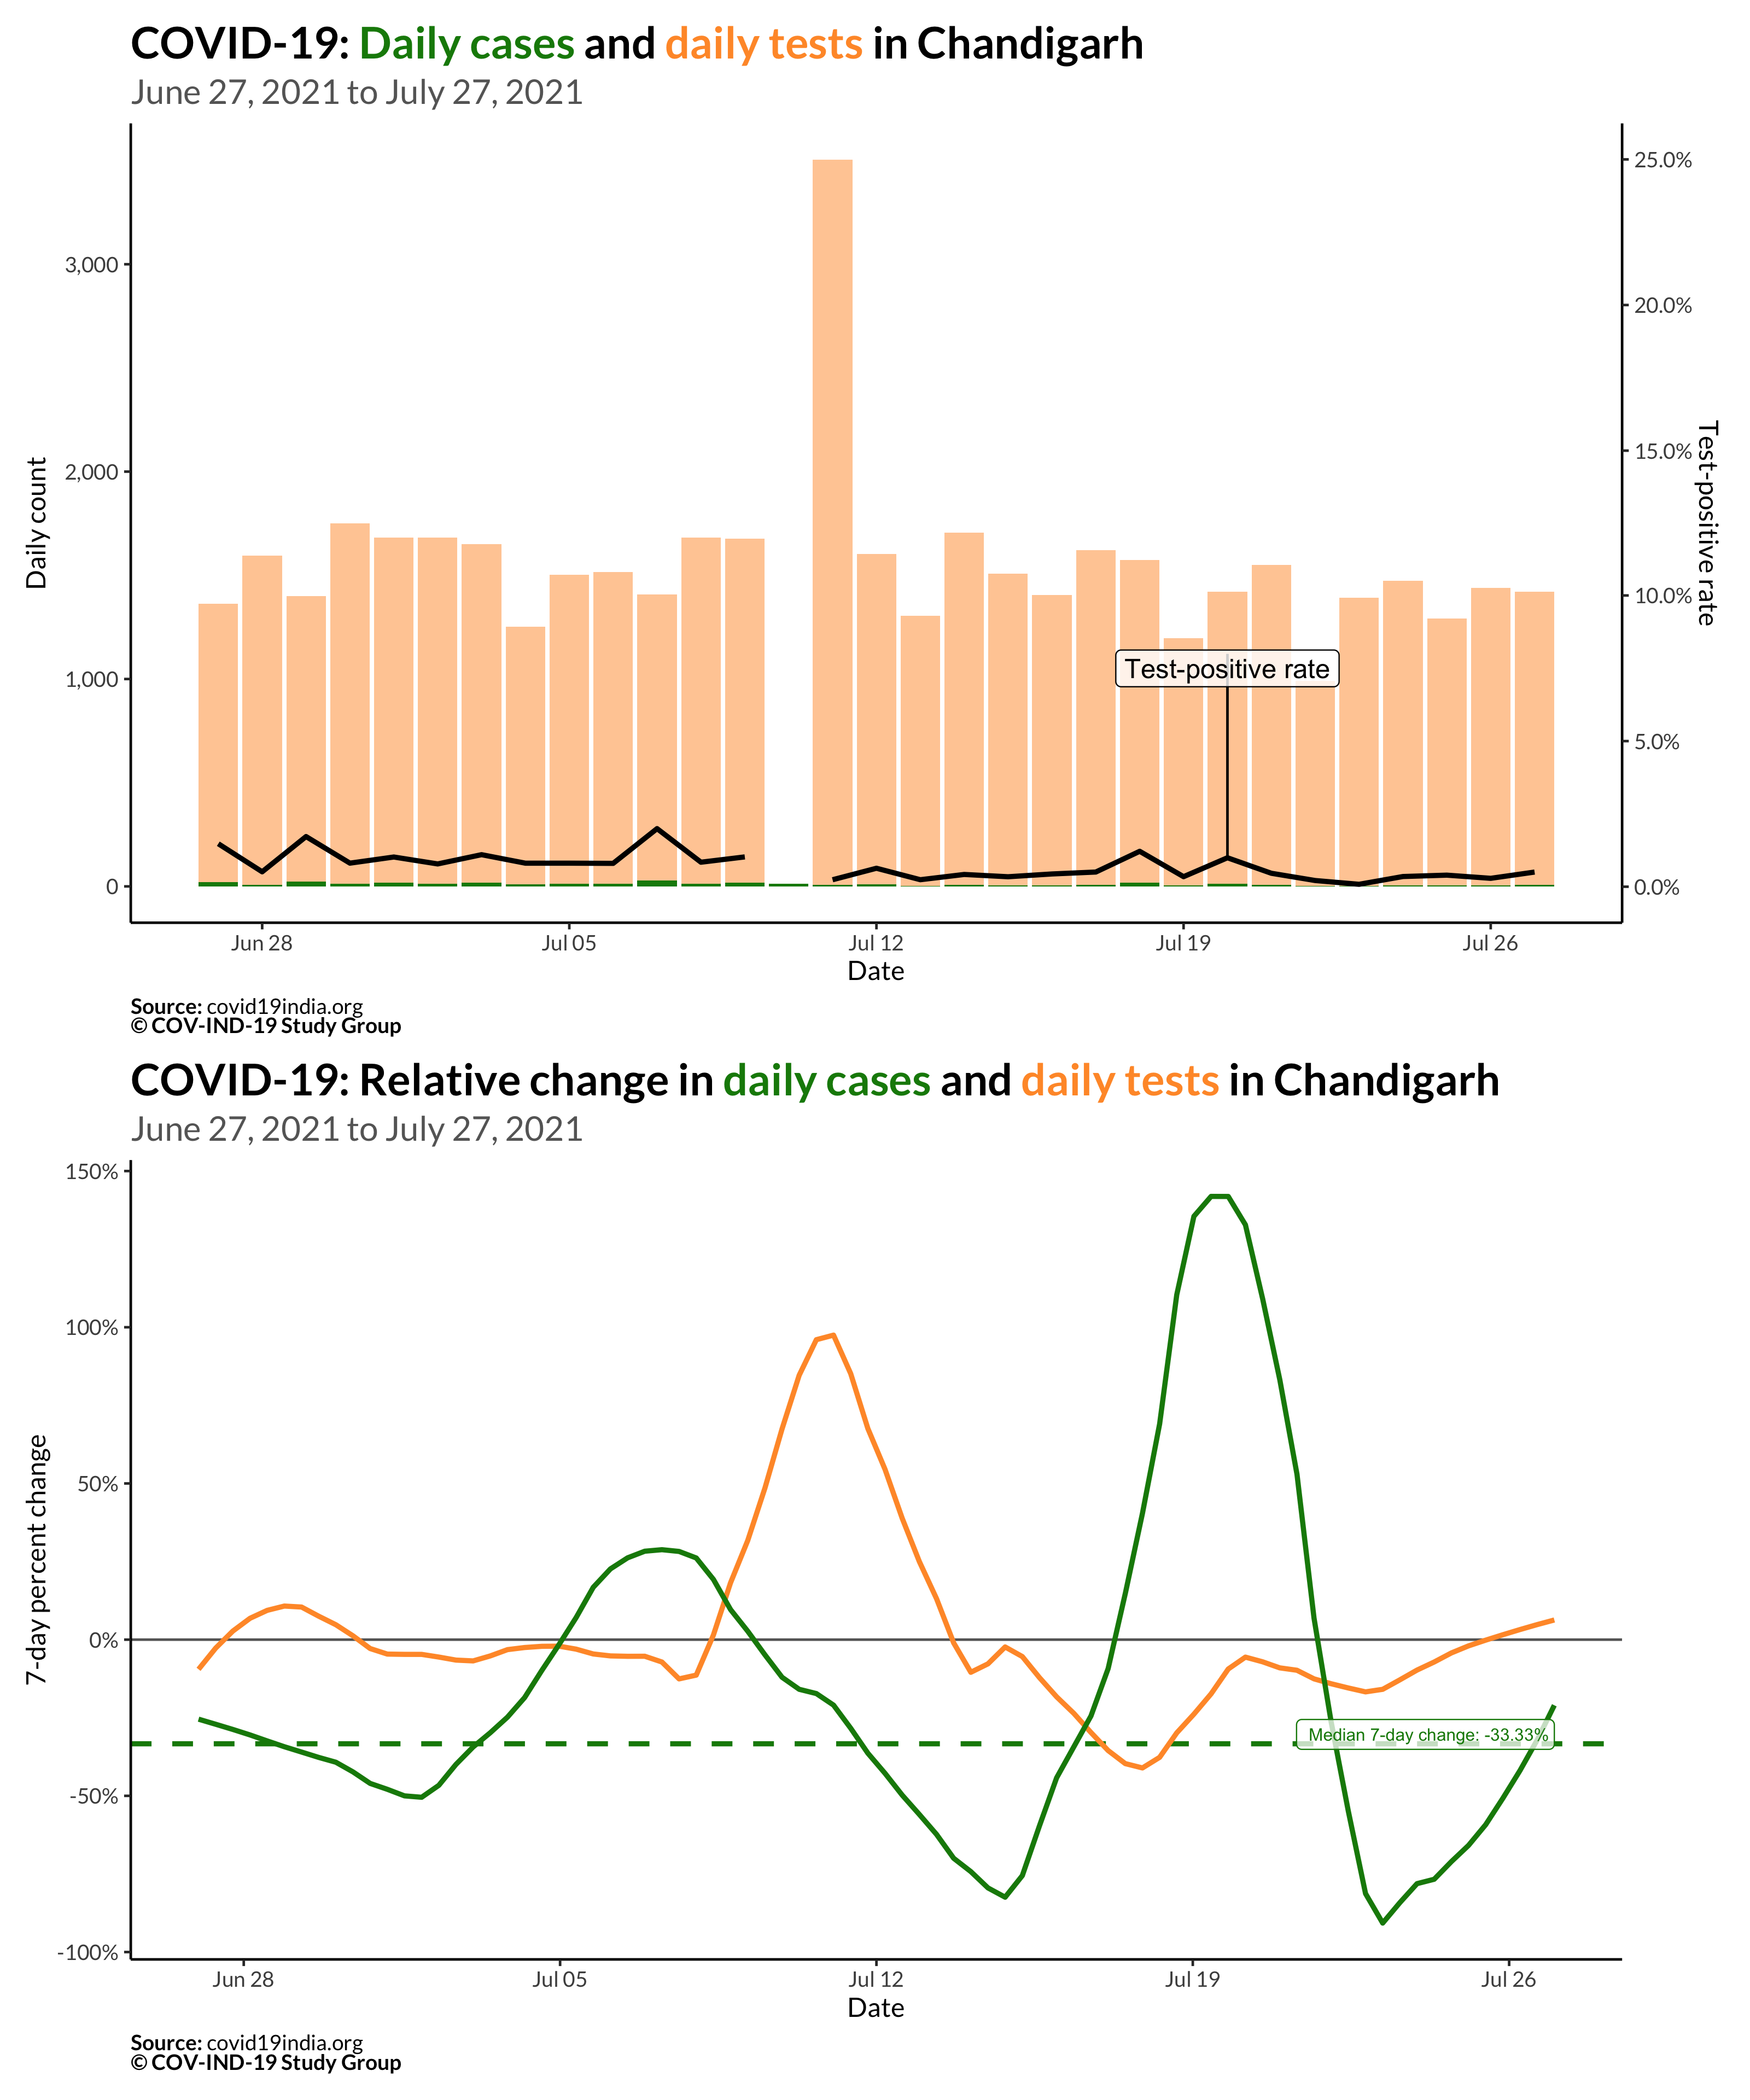 COVID-19: Daily cases and daily tests in Chandigarh
June 27, 2021 to July 27, 2021
25.0%
20.0%
15.0%
10.0%
5.0%
0.0%
3,000
2,000
1,000
0
Daily count
Test-positive rate
Test-positive rate
Jun 28
Jul 05
Jul 12
Jul 19
Jul 26
Date
Source: covid19india.org
© COV-IND-19 Study Group
COVID-19: Relative change in daily cases and daily tests in Chandigarh
June 27, 2021 to July 27, 2021
150%
100%
50%
0%
-50%
-100%
7-day percent change
Median 7-day change: -33.33%
Jun 28
Jul 05
Jul 12
Jul 19
Jul 26
Date
Source: covid19india.org
© COV-IND-19 Study Group